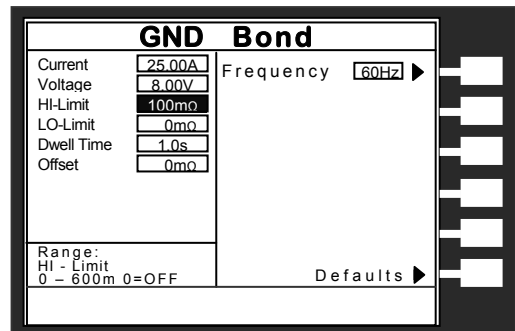 GND Bond
Current 25.00A
Voltage 8.00V
HI-Limit 100mΩ
LO-Limit 0mΩ
Dwell Time 1.0s
Offset 0mΩ
Frequency 60Hz
Range:
HI - Limit
0 – 600m 0=OFF
Defaults